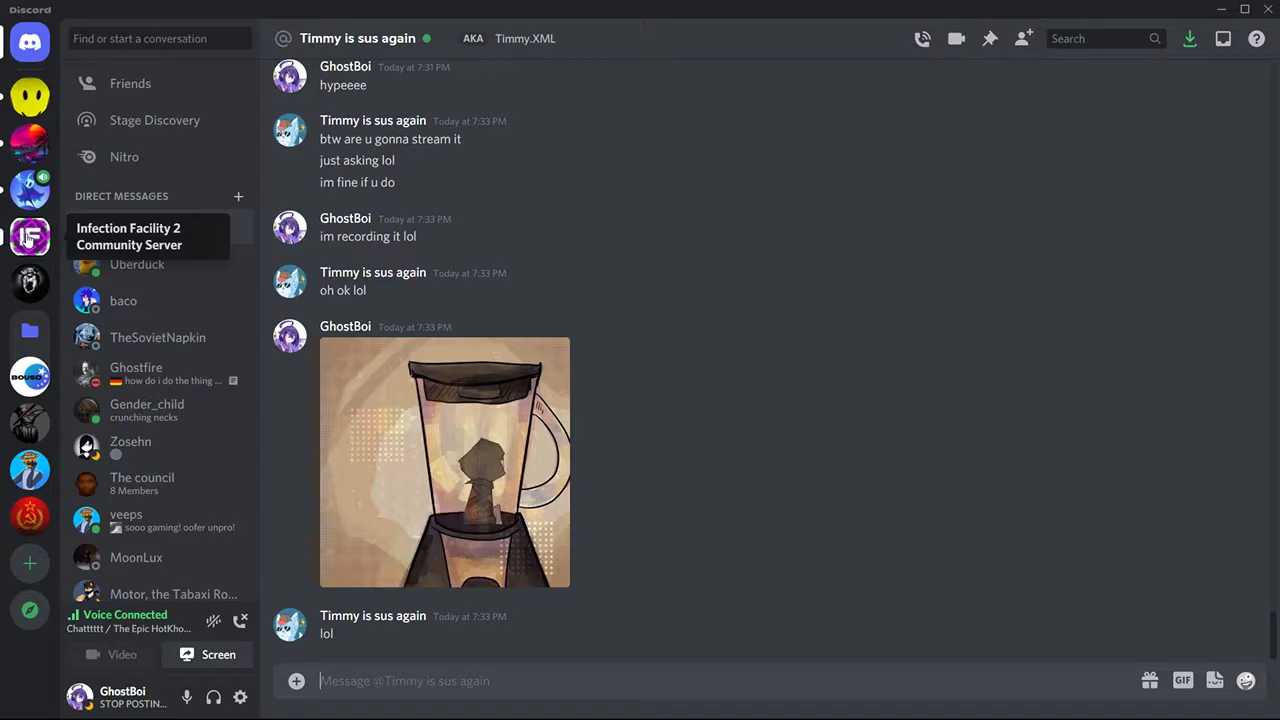 Discord
Find or start a conversation
Friends
Stage Discovery
Nitro
DIRECT MESSAGES
Infection Facility 2
Community Server
Uberduck
baco
TheSovietNapkin
Ghostfire
how do i do the thing ...
Gender_child
crunching necks
Zosehn
The council
8 Members
veeps
sooo gaming! oofer unpro!
MoonLux
Motor, the Tabaxi Ro...
Voice Connected
Chatttttt / The Epic HotKho...
Video
Screen
GhostBoi
STOP POSTIN...
IF
BOUSD
@ Timmy is sus again
AKA Timmy.XML
Search
GhostBoi Today at 7:31 PM
hypeeee
Timmy is sus again Today at 7:33 PM
btw are u gonna stream it
just asking lol
im fine if u do
GhostBoi Today at 7:33 PM
im recording it lol
Timmy is sus again Today at 7:33 PM
oh ok lol
GhostBoi Today at 7:33 PM
Timmy is sus again Today at 7:33 PM
lol
Message @Timmy is sus again
GIF